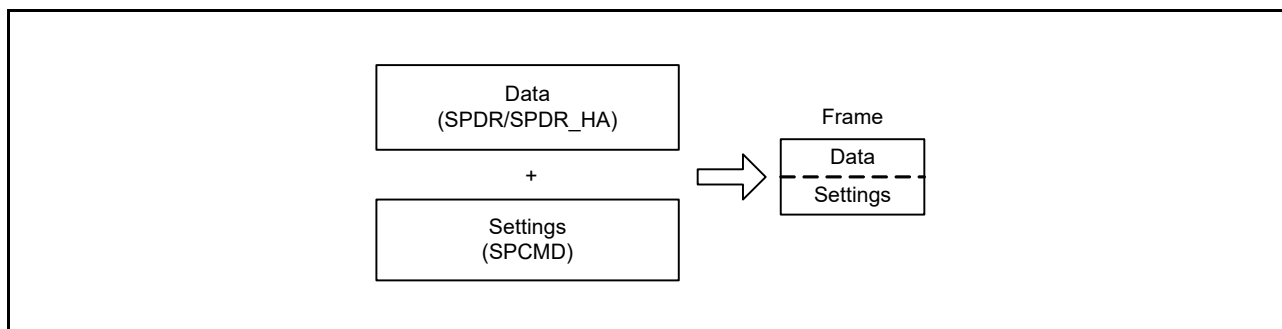 Data
(SPDR/SPDR_HA)
+
Settings
(SPCMD)
Frame
Data
Settings